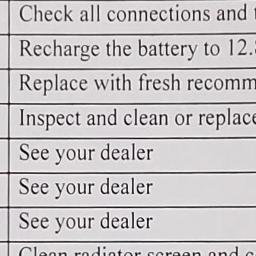 Check all connections and
Recharge the battery to 12.
Replace with fresh recomm
Inspect and clean or replace
See your dealer
See your dealer
See your dealer
Clean radiator screen and